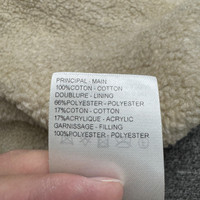 PRINCIPAL - MAIN
100%COTON - COTTON
DOUBLURE - LINING
66%POLYESTER - POLYESTER
17%COTON - COTTON
17%ACRYLIQUE - ACRYLIC
GARNISSAGE - FILLING
100%POLYESTER - POLYESTER